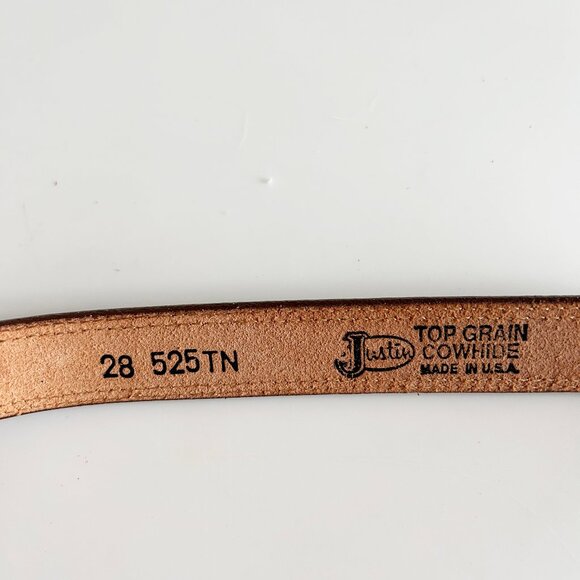 28 525TN
Justin
TOP GRAIN
COWHIDE
MADE IN U.S.A.